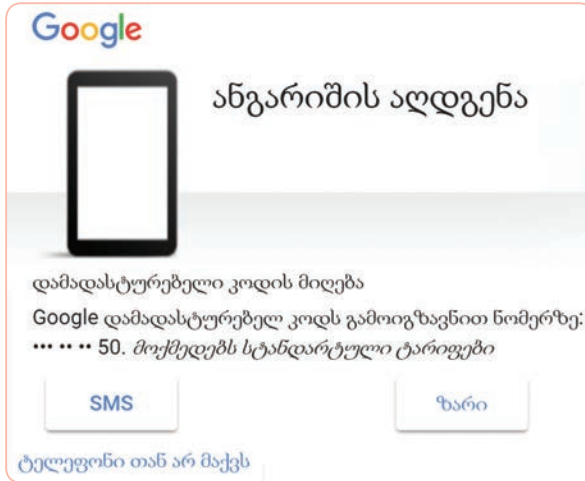 Google
ანგარიშის აღდგენა
დამადასტურებელი კოდის მიღება
Google დამადასტურებელ კოდს გამოიგზავნით ნომერზე:
••• •• •• 50. მოქმედებს სტანდარტული ტარიფები
SMS
ზარი
ტელეფონი თან არ მაქვს